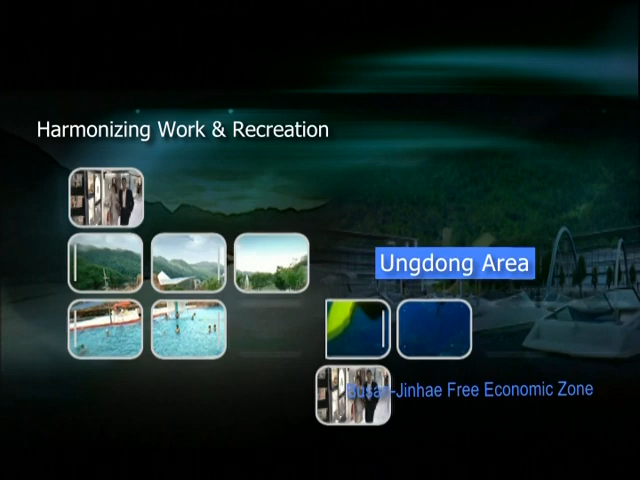 Harmonizing Work & Recreation
Ungdong Area
Busan-Jinhae Free Economic Zone